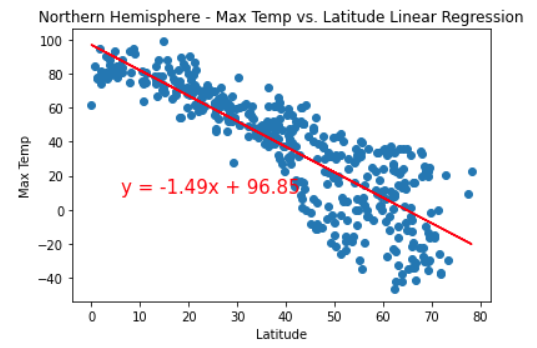 Northern Hemisphere - Max Temp vs. Latitude Linear Regression
100
80
60
40
20
0
−20
−40
Max Temp
y = -1.49x + 96.85
0 10 20 30 40 50 60 70 80
Latitude